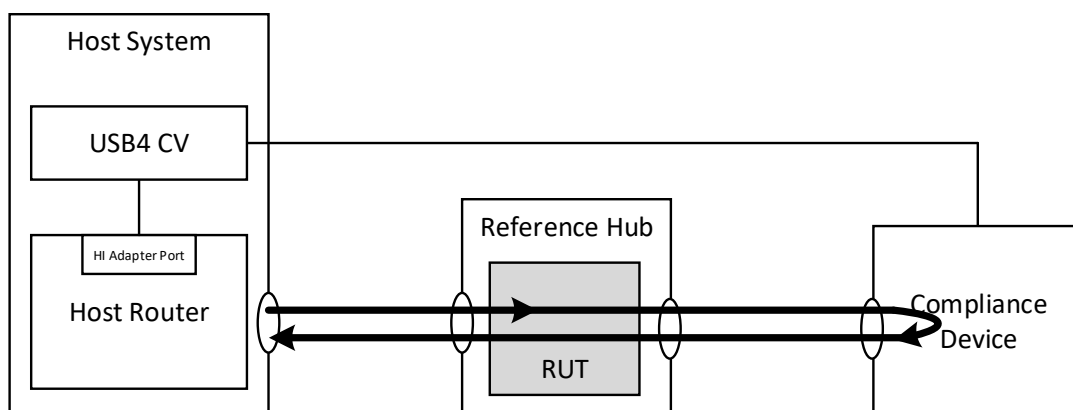 Host System
USB4 CV
HI Adapter Port
Host Router
Reference Hub
RUT
Compliance
Device